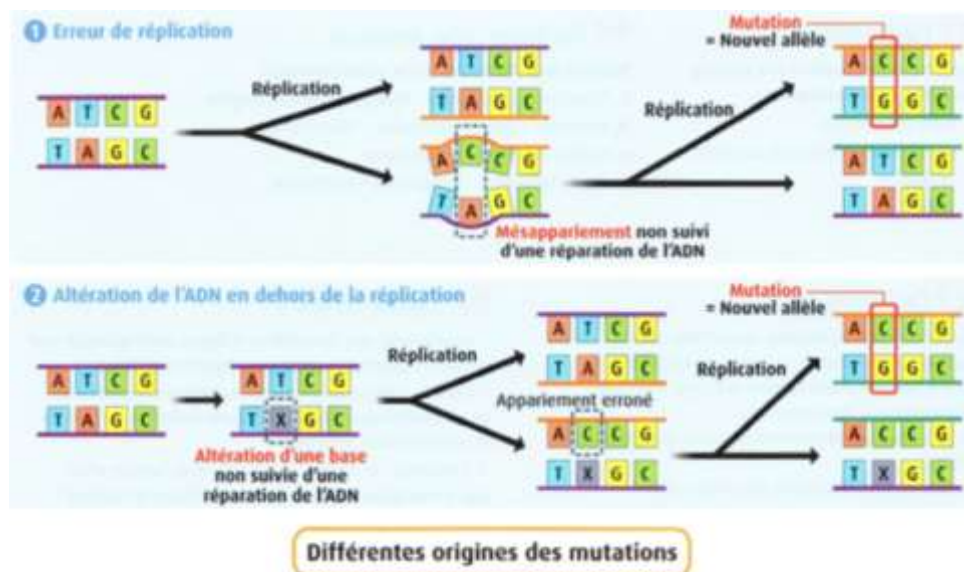 1 Erreur de réplication
Mutation
= Nouvel allèle
A T C G
T A G C
Réplication
A T C G
T A G C
A C C G
T A G C
Mésappariement non suivi
d'une réparation de l'ADN
Réplication
A C C G
T G G C
A T C G
T A G C
2 Altération de l'ADN en dehors de la réplication
Mutation
= Nouvel allèle
A T C G
T A G C
A T C G
T X G C
Altération d'une base
non suivie d'une
réparation de l'ADN
Réplication
A T C G
T A G C
Appariement erroné
A C C G
T X G C
Réplication
A C C G
T G G C
A C C G
T X G C
Différentes origines des mutations